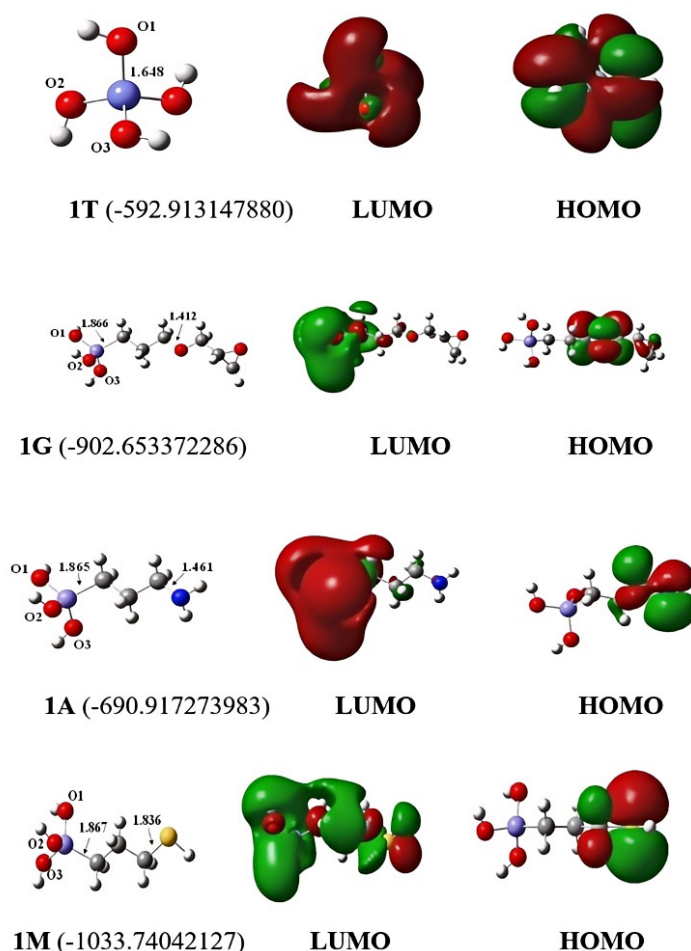 O1
O2
1.648
O3
1T (-592.913147880) LUMO HOMO
O1
1.866
1.412
O2
O3
1G (-902.653372286) LUMO HOMO
O1
1.865
1.461
O2
O3
1A (-690.917273983) LUMO HOMO
O1
O2
1.867
1.836
O3
1M (-1033.74042127) LUMO HOMO